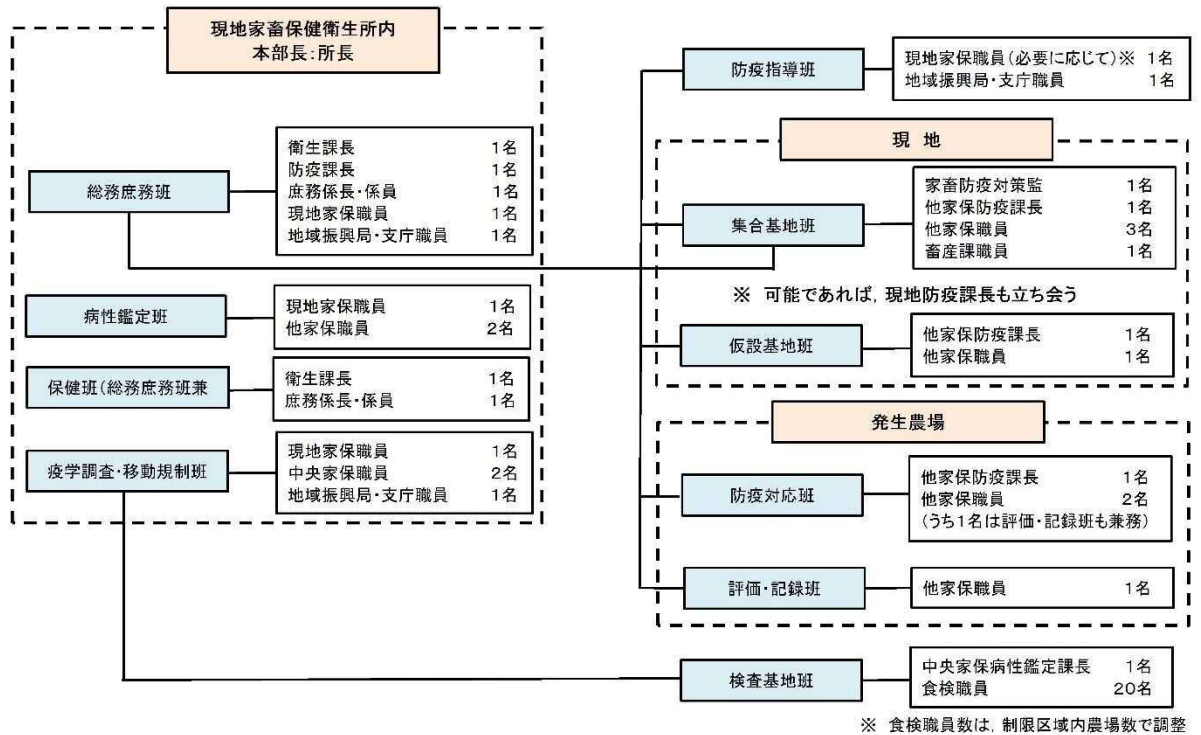 現地家畜保健衛生所内
本部長:所長
総務庶務班
衛生課長 1名
防疫課長 1名
庶務係長・係員 1名
現地家保職員 1名
地域振興局・支庁職員 1名
病性鑑定班
現地家保職員 1名
他家保職員 2名
保健班(総務庶務班兼
衛生課長 1名
庶務係長・係員 1名
疫学調査・移動規制班
現地家保職員 1名
中央家保職員 2名
地域振興局・支庁職員 1名
防疫指導班
現地家保職員(必要に応じて)※ 1名
地域振興局・支庁職員 1名
現 地
集合基地班
家畜防疫対策監 1名
他家保防疫課長 1名
他家保職員 3名
畜産課職員 1名
※ 可能であれば,現地防疫課長も立ち会う
仮設基地班
他家保防疫課長 1名
他家保職員 1名
発生農場
防疫対応班
他家保防疫課長 1名
他家保職員 2名
(うち1名は評価・記録班も兼務)
評価・記録班
他家保職員 1名
検査基地班
中央家保病性鑑定課長 1名
食検職員 20名
※ 食検職員数は,制限区域内農場数で調整